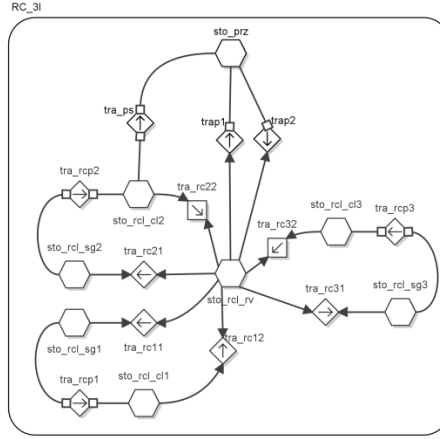 RC_3l
sto_prz
tra_ps
trap1
trap2
tra_rcp2
tra_rc22
sto_rcl_cl2
tra_rc32
sto_rcl_cl3
tra_rcp3
sto_rcl_sg2
tra_rc21
sto_rcl_rv
tra_rc31
sto_rcl_sg3
sto_rcl_sg1
tra_rc11
tra_rc12
tra_rcp1
sto_rcl_cl1